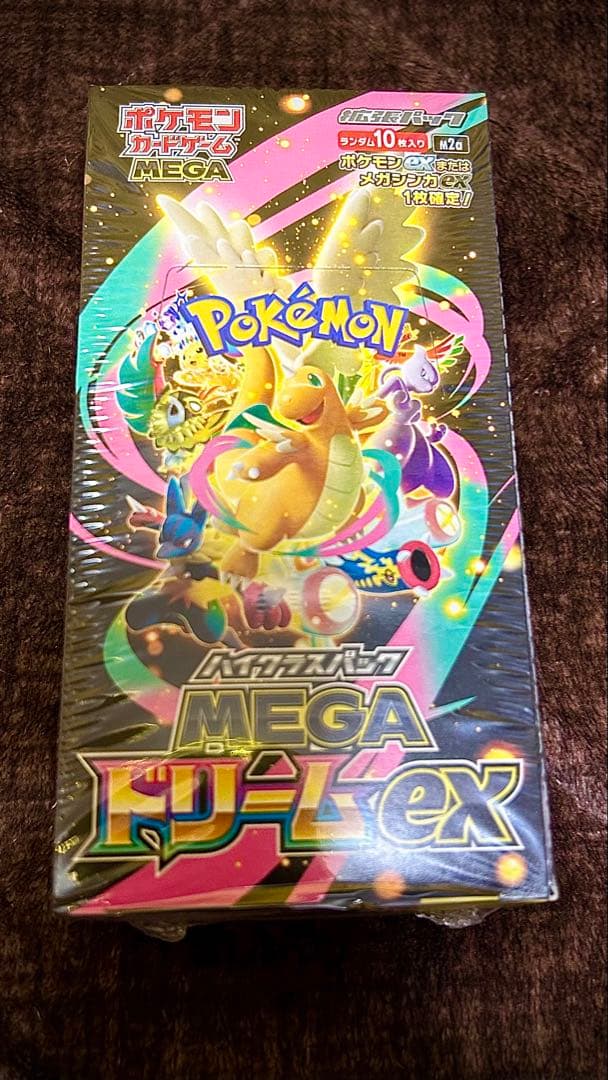 ポケモン
カードゲーム
MEGA
拡張パック
ランダム10枚入り M2a
ポケモンexまたは
メガシンカex
1枚確定!
POKÉMON
ハイクラスパック
MEGA
ドリームex